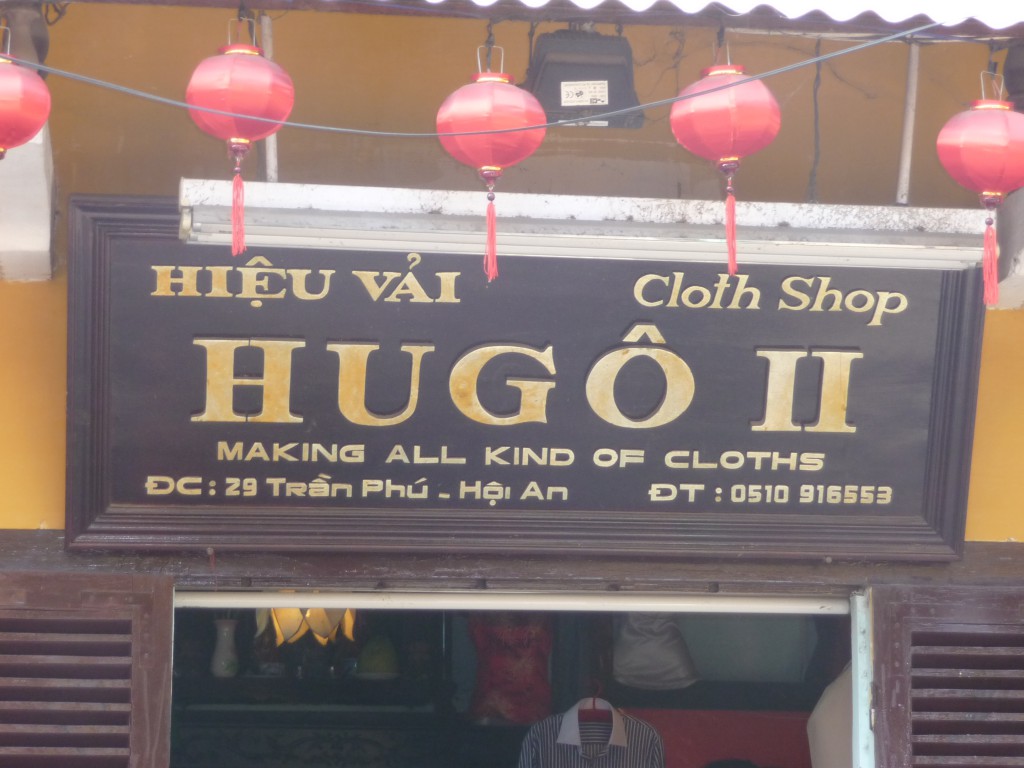 HIỆU VẢI Cloth Shop
HUGÔ II
MAKING ALL KIND OF CLOTHS
ĐC : 29 Trần Phú - Hội An ĐT : 0510 916553